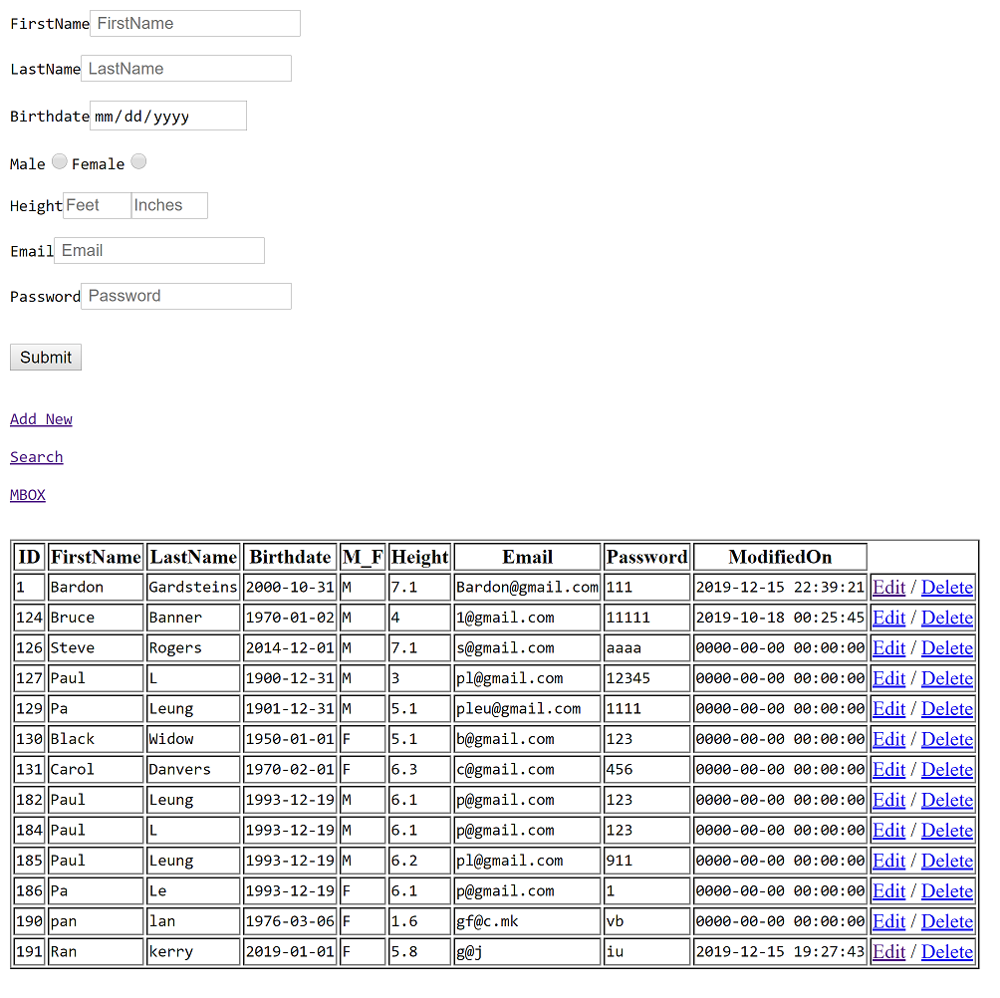 FirstName FirstName
LastName LastName
Birthdate mm/dd/yyyy
Male Female
Height Feet Inches
Email Email
Password Password
Submit
Add New
Search
MBOX
ID FirstName LastName Birthdate M_F Height Email Password ModifiedOn
1 Bardon Gardsteins 2000-10-31 M 7.1 Bardon@gmail.com 111 2019-12-15 22:39:21 Edit / Delete
124 Bruce Banner 1970-01-02 M 4 1@gmail.com 11111 2019-10-18 00:25:45 Edit / Delete
126 Steve Rogers 2014-12-01 M 7.1 s@gmail.com aaaa 0000-00-00 00:00:00 Edit / Delete
127 Paul L 1900-12-31 M 3 pl@gmail.com 12345 0000-00-00 00:00:00 Edit / Delete
129 Pa Leung 1901-12-31 M 5.1 pleu@gmail.com 1111 0000-00-00 00:00:00 Edit / Delete
130 Black Widow 1950-01-01 F 5.1 b@gmail.com 123 0000-00-00 00:00:00 Edit / Delete
131 Carol Danvers 1970-02-01 F 6.3 c@gmail.com 456 0000-00-00 00:00:00 Edit / Delete
182 Paul Leung 1993-12-19 M 6.1 p@gmail.com 123 0000-00-00 00:00:00 Edit / Delete
184 Paul L 1993-12-19 M 6.1 p@gmail.com 123 0000-00-00 00:00:00 Edit / Delete
185 Paul Leung 1993-12-19 M 6.2 pl@gmail.com 911 0000-00-00 00:00:00 Edit / Delete
186 Pa Le 1993-12-19 F 6.1 p@gmail.com 1 0000-00-00 00:00:00 Edit / Delete
190 pan lan 1976-03-06 F 1.6 gf@c.mk vb 0000-00-00 00:00:00 Edit / Delete
191 Ran kerry 2019-01-01 F 5.8 g@j iu 2019-12-15 19:27:43 Edit / Delete